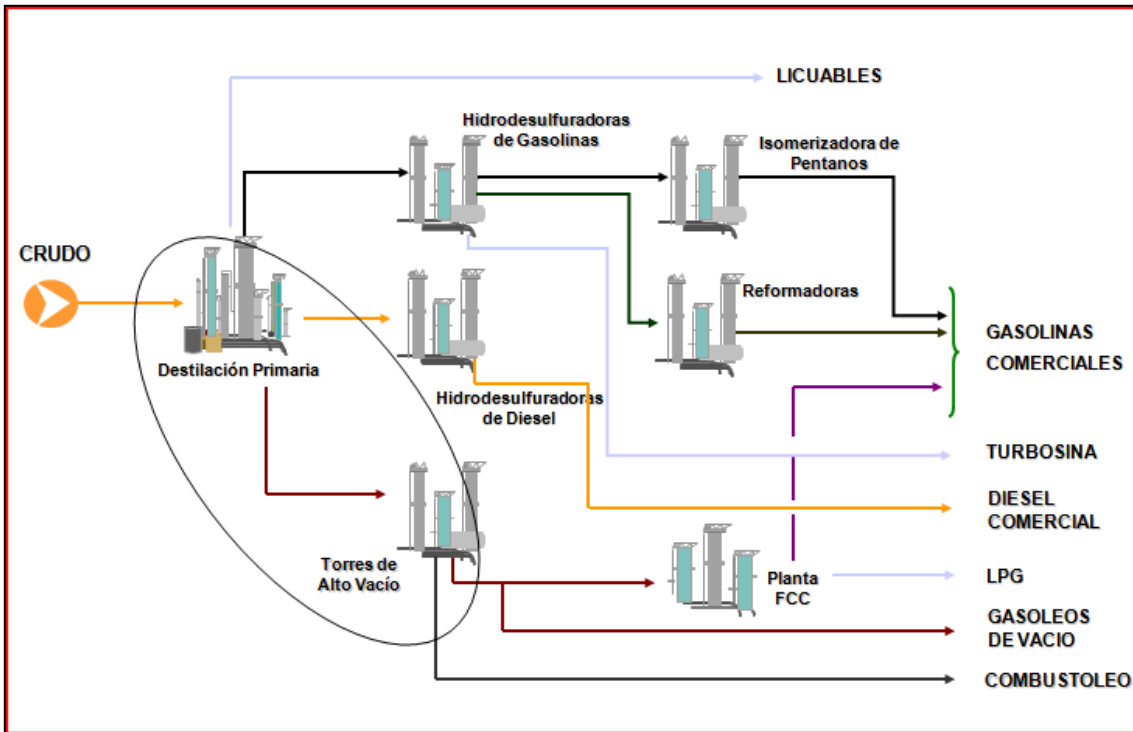 LICUABLES
Hidrodesulfuradoras
de Gasolinas
Isomerizadora de
Pentanos
CRUDO
Destilación Primaria
Reformadoras
GASOLINAS
COMERCIALES
Hidrodesulfuradoras
de Diesel
TURBOSINA
DIESEL
COMERCIAL
Torres de
Alto Vacío
Planta
FCC
LPG
GASOLEOS
DE VACIO
COMBUSTOLEO